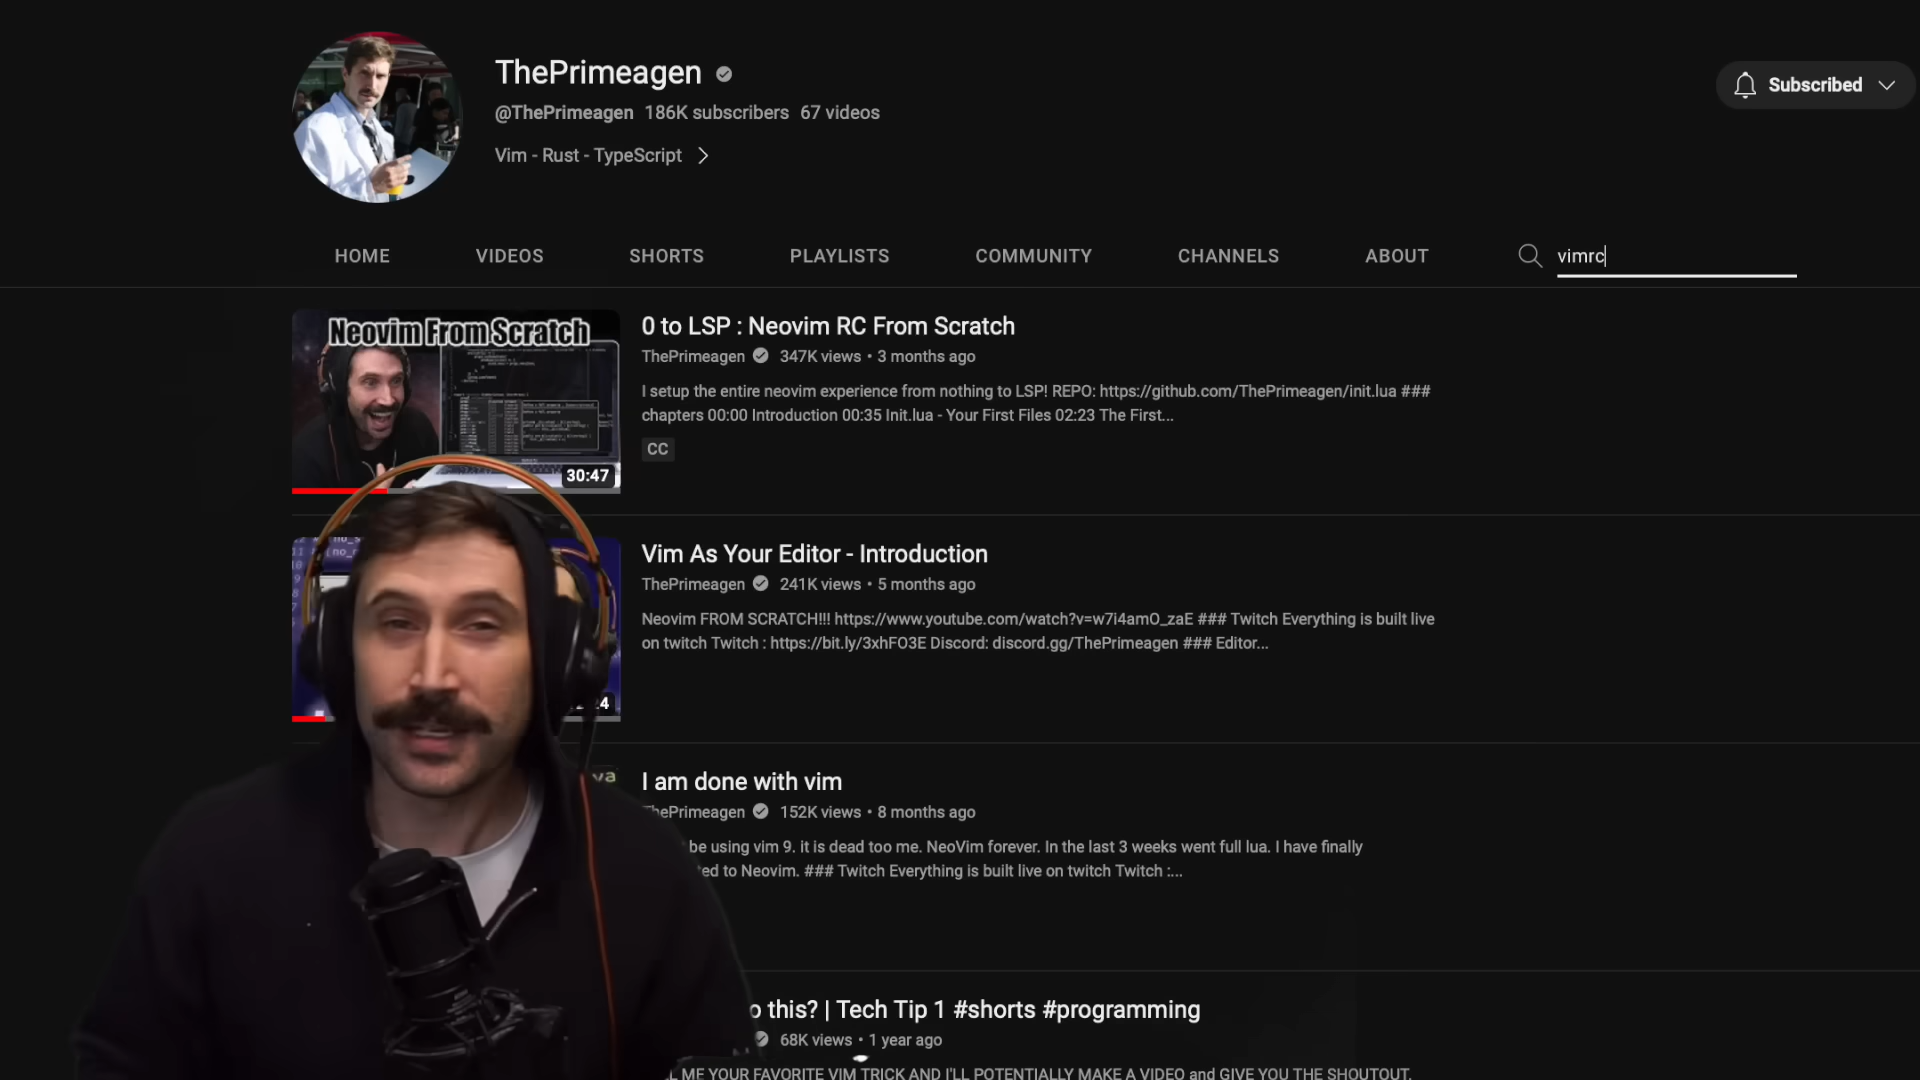 ThePrimeagen
@ThePrimeagen 186K subscribers 67 videos
Vim - Rust - TypeScript
Subscribed
HOME VIDEOS SHORTS PLAYLISTS COMMUNITY CHANNELS ABOUT vimrc
Neovim From Scratch
30:47
0 to LSP : Neovim RC From Scratch
ThePrimeagen 347K views • 3 months ago
I setup the entire neovim experience from nothing to LSP! REPO: https://github.com/ThePrimeagen/init.lua ###
chapters 00:00 Introduction 00:35 Init.lua - Your First Files 02:23 The First...
CC
Vim As Your Editor - Introduction
ThePrimeagen 241K views • 5 months ago
Neovim FROM SCRATCH!!! https://www.youtube.com/watch?v=w7i4amO_zaE ### Twitch Everything is built live
on twitch Twitch : https://bit.ly/3xhFO3E Discord: discord.gg/ThePrimeagen ### Editor...
I am done with vim
ThePrimeagen 152K views • 8 months ago
be using vim 9. it is dead too me. NeoVim forever. In the last 3 weeks went full lua. I have finally
to Neovim. ### Twitch Everything is built live on twitch Twitch :...
this? | Tech Tip 1 #shorts #programming
68K views • 1 year ago
ME YOUR FAVORITE VIM TRICK AND I'LL POTENTIALLY MAKE A VIDEO and GIVE YOU THE SHOUTOUT.